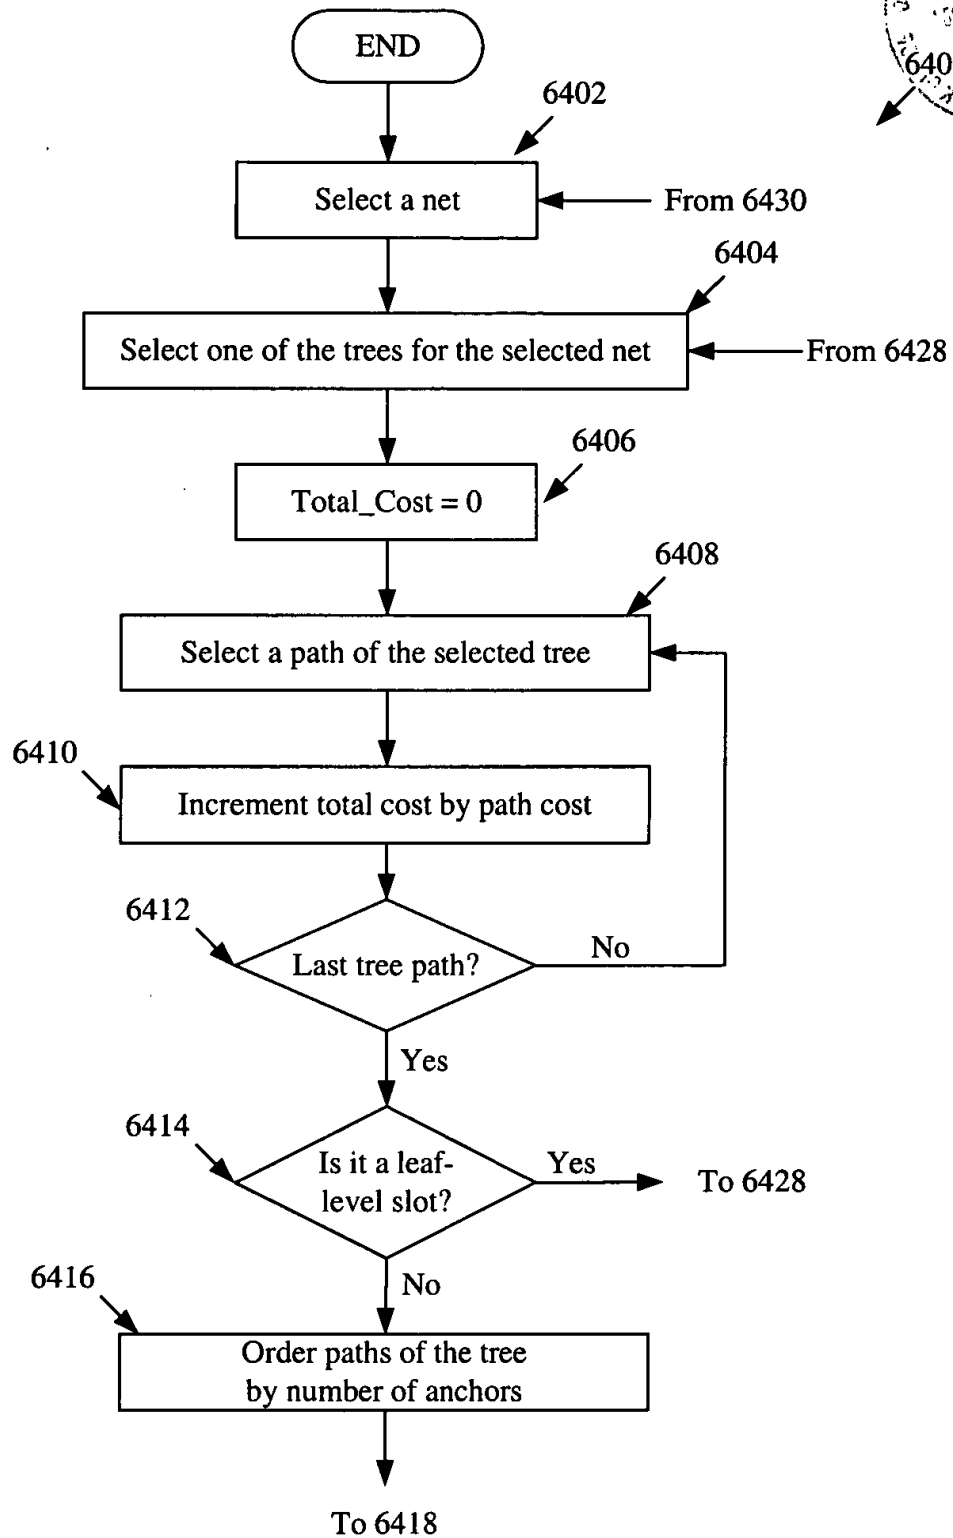 END
640
6402
Select a net
From 6430
6404
Select one of the trees for the selected net
From 6428
6406
Total_Cost = 0
6408
Select a path of the selected tree
6410
Increment total cost by path cost
6412
Last tree path?
No
Yes
6414
Is it a leaf-
level slot?
Yes
To 6428
No
6416
Order paths of the tree
by number of anchors
To 6418